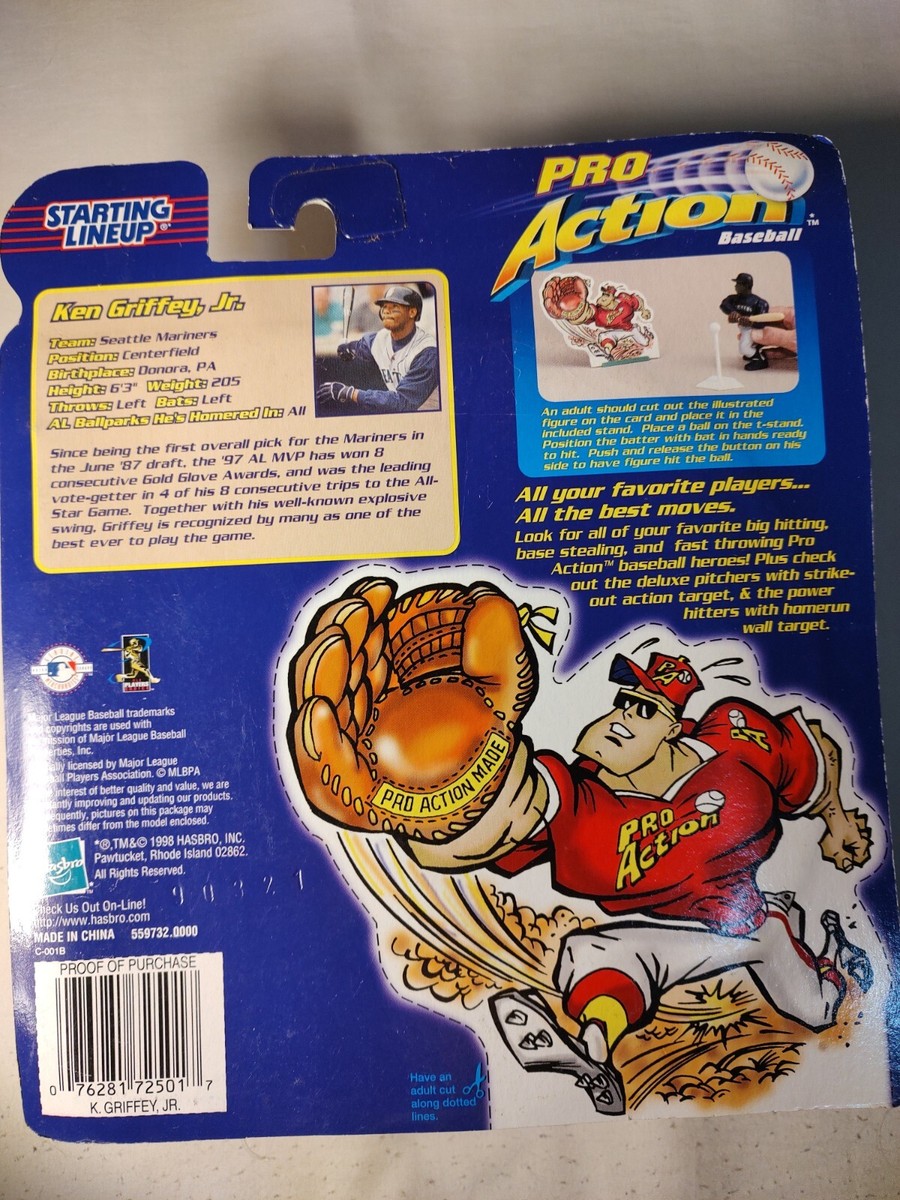 STARTING
LINEUP®
PRO
Action™
Baseball
Ken Griffey, Jr.
Team: Seattle Mariners
Position: Centerfield
Birthplace: Donora, PA
Height: 6'3" Weight: 205
Throws: Left Bats: Left
AL Ballparks He's Homered In: All
Since being the first overall pick for the Mariners in
the June '87 draft, the '97 AL MVP has won 8
consecutive Gold Glove Awards, and was the leading
vote-getter in 4 of his 8 consecutive trips to the All-
Star Game. Together with his well-known explosive
swing, Griffey is recognized by many as one of the
best ever to play the game.
An adult should cut out the illustrated
figure on the card and place it in the
included stand. Place a ball on the t-stand.
Position the batter with bat in hands ready
to hit. Push and release the button on his
side to have figure hit the ball.
All your favorite players...
All the best moves.
Look for all of your favorite big hitting,
base stealing, and fast throwing Pro
Action™ baseball heroes! Plus check
out the deluxe pitchers with strike-
out action target, & the power
hitters with homerun
wall target.
PRO ACTION MADE
PA
PA
PRO
Action
PLAYERS
Major League Baseball trademarks
copyrights are used with
of Major League Baseball
Inc.
licensed by Major League
Players Association. © MLBPA
interest of better quality and value, we are
improving and updating our products.
pictures on this package may
differ from the model enclosed.
Hasbro
*®,TM&© 1998 HASBRO, INC.
Pawtucket, Rhode Island 02862.
All Rights Reserved.
90321
Check Us Out On-Line!
http://www.hasbro.com
MADE IN CHINA 559732.0000
C-001B
PROOF OF PURCHASE
0 76281 72501 7
K. GRIFFEY, JR.
Have an
adult cut
along dotted
lines.